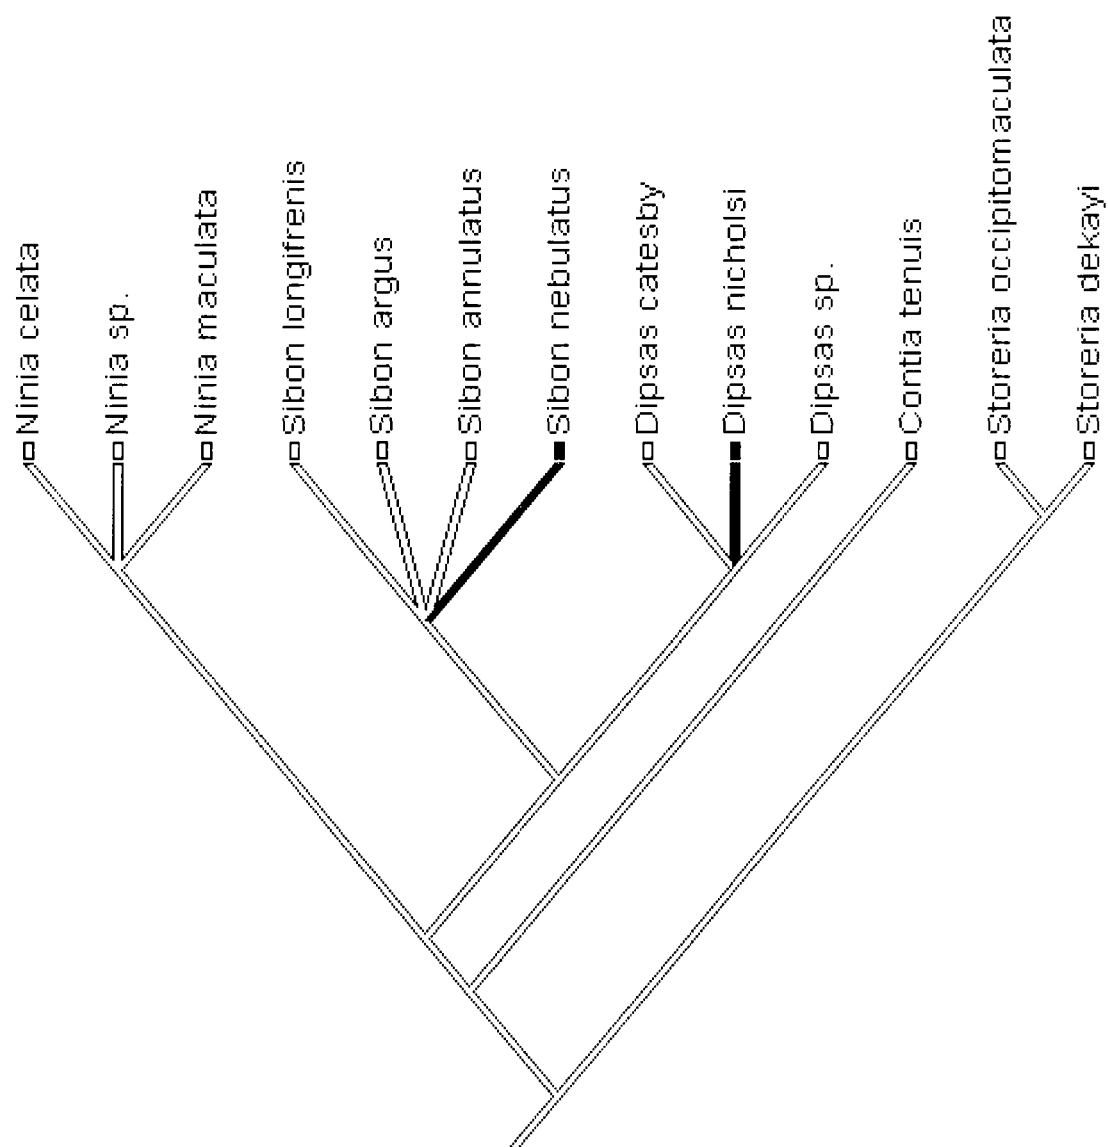 Ninia celata
Ninia sp.
Ninia maculata
Sibon longifrenis
Sibon argus
Sibon annulatus
Sibon nebulatus
Dipsas catesby
Dipsas nicholsi
Dipsas sp.
Contia tenuis
Storeria occipitomaculata
Storeria dekayi